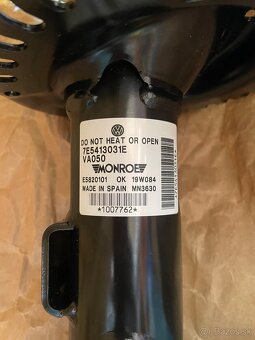 DO NOT HEAT OR OPEN
7E5413031E
VA050
MONROE
E5820101 OK 19W084
MADE IN SPAIN MN3630
*1007762*